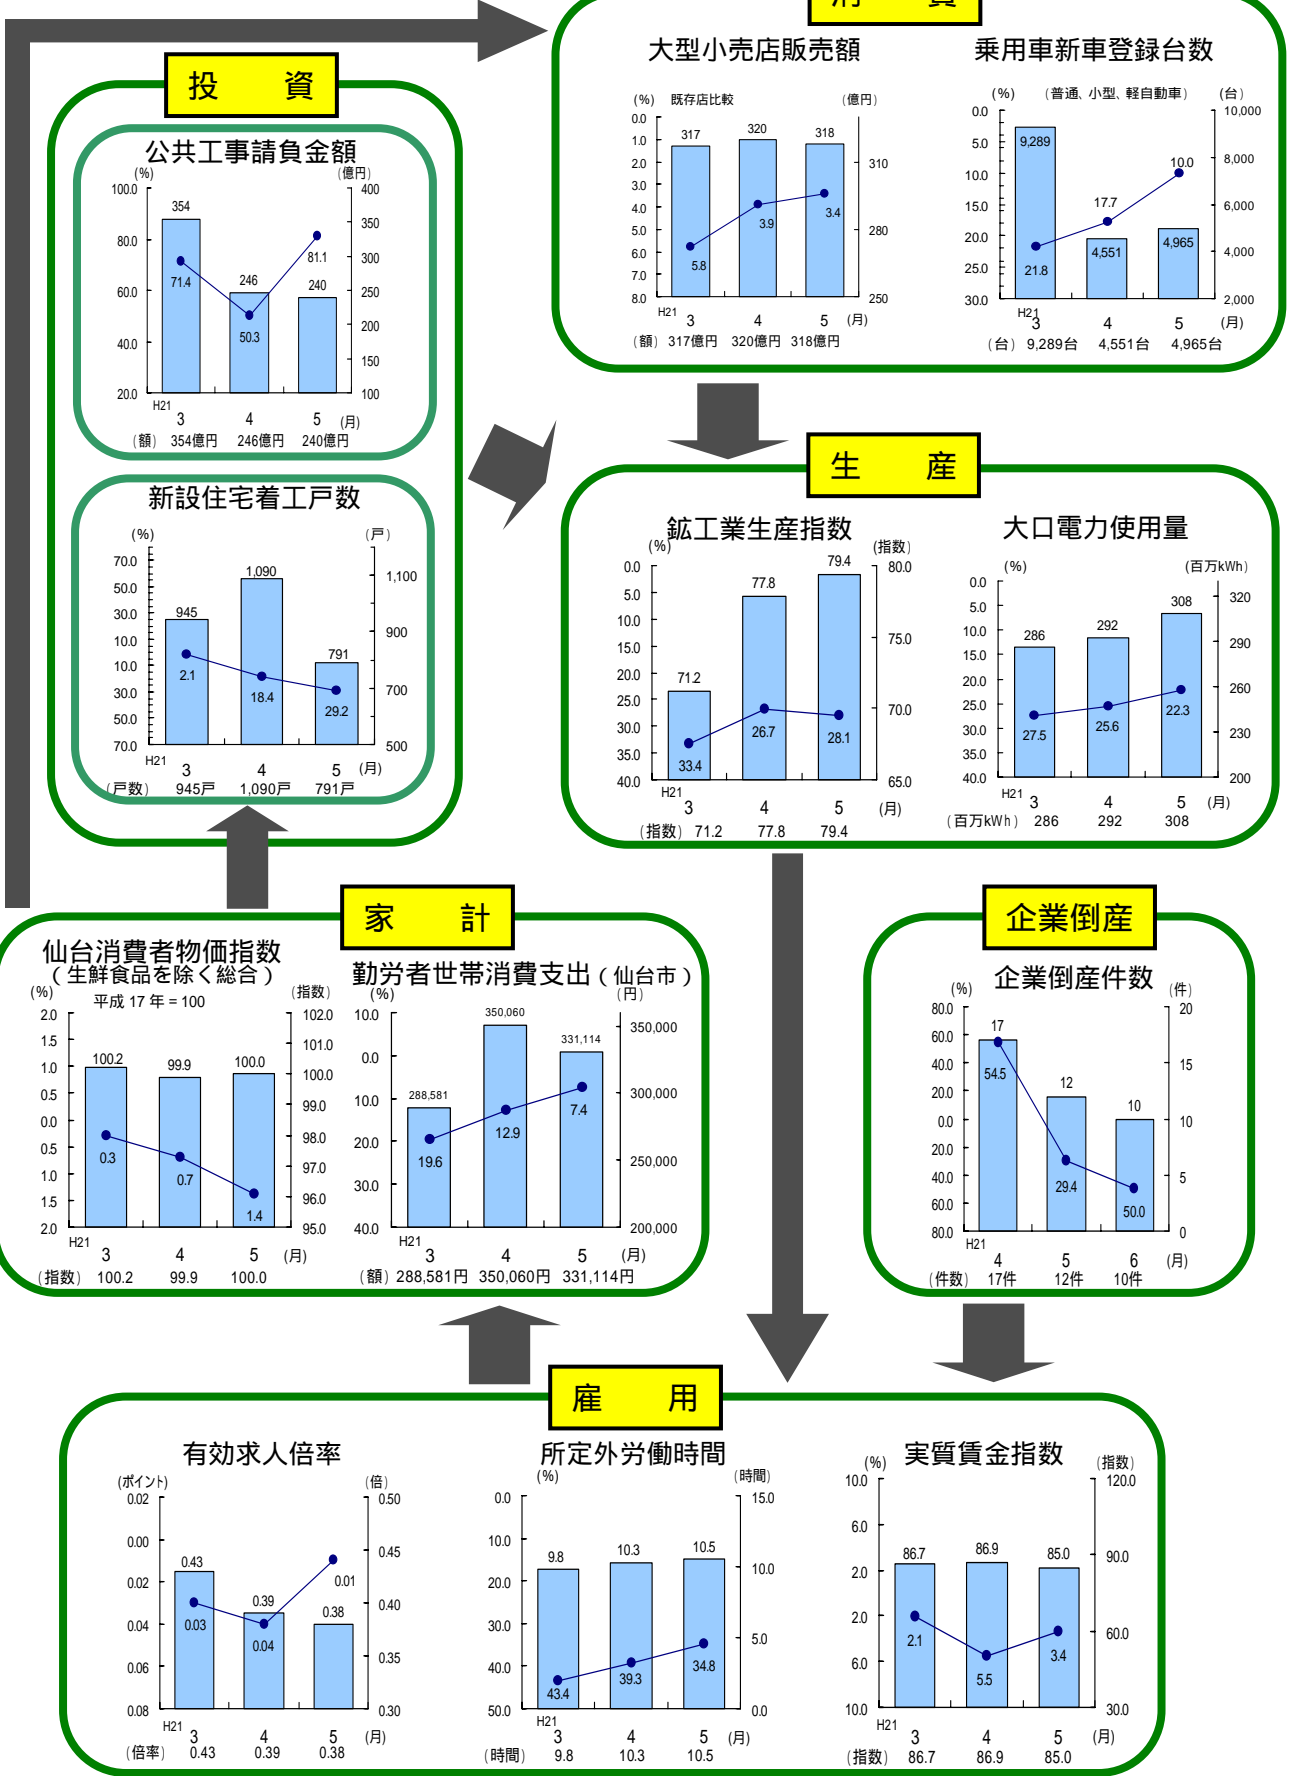 消　費
大型小売店販売額
(%) 既存店比較 (億円)
0.0
1.0
2.0
3.0
4.0
5.0
6.0
7.0
8.0
310
280
250
317 320 318
5.8 3.9 3.4
H21 3 4 5 (月)
(額) 317億円 320億円 318億円
乗用車新車登録台数
(%) (普通、小型、軽自動車) (台)
0.0
5.0
10.0
15.0
20.0
25.0
30.0
10,000
8,000
6,000
4,000
2,000
9,289 4,551 4,965
21.8 17.7 10.0
H21 3 4 5 (月)
(台) 9,289台 4,551台 4,965台
投　資
公共工事請負金額
(%) (億円)
100.0
80.0
60.0
40.0
20.0
400
350
300
250
200
150
100
354 246 240
71.4 50.3 81.1
H21 3 4 5 (月)
(額) 354億円 246億円 240億円
新設住宅着工戸数
(%) (戸)
70.0
50.0
30.0
10.0
10.0
30.0
50.0
70.0
1,100
900
700
500
945 1,090 791
2.1 18.4 29.2
H21 3 4 5 (月)
(戸数) 945戸 1,090戸 791戸
生　産
鉱工業生産指数
(%) (指数)
0.0
5.0
10.0
15.0
20.0
25.0
30.0
35.0
40.0
80.0
75.0
70.0
65.0
71.2 77.8 79.4
33.4 26.7 28.1
H21 3 4 5 (月)
(指数) 71.2 77.8 79.4
大口電力使用量
(%) (百万kWh)
0.0
5.0
10.0
15.0
20.0
25.0
30.0
35.0
40.0
320
290
260
230
200
286 292 308
27.5 25.6 22.3
H21 3 4 5 (月)
(百万kWh) 286 292 308
家　計
仙台消費者物価指数
(生鮮食品を除く総合)
(%) 平成 17 年 = 100 (指数)
2.0
1.5
1.0
0.5
0.0
0.5
1.0
1.5
2.0
102.0
101.0
100.0
99.0
98.0
97.0
96.0
95.0
100.2 99.9 100.0
0.3 0.7 1.4
H21 3 4 5 (月)
(指数) 100.2 99.9 100.0
勤労者世帯消費支出(仙台市)
(%) (円)
10.0
0.0
10.0
20.0
30.0
40.0
350,000
300,000
250,000
200,000
288,581 350,060 331,114
19.6 12.9 7.4
H21 3 4 5 (月)
(額) 288,581円 350,060円 331,114円
企業倒産
企業倒産件数
(%) (件)
80.0
60.0
40.0
20.0
0.0
20.0
40.0
60.0
80.0
20
15
10
5
0
17 12 10
54.5 29.4 50.0
H21 4 5 6 (月)
(件数) 17件 12件 10件
雇　用
有効求人倍率
(ポイント) (倍)
0.02
0.00
0.02
0.04
0.06
0.08
0.50
0.45
0.40
0.35
0.30
0.43 0.39 0.38
0.03 0.04 0.01
H21 3 4 5 (月)
(倍率) 0.43 0.39 0.38
所定外労働時間
(%) (時間)
0.0
10.0
20.0
30.0
40.0
50.0
15.0
10.0
5.0
0.0
9.8 10.3 10.5
43.4 39.3 34.8
H21 3 4 5 (月)
(時間) 9.8 10.3 10.5
実質賃金指数
(%) (指数)
10.0
6.0
2.0
2.0
6.0
10.0
120.0
90.0
60.0
30.0
86.7 86.9 85.0
2.1 5.5 3.4
H21 3 4 5 (月)
(指数) 86.7 86.9 85.0